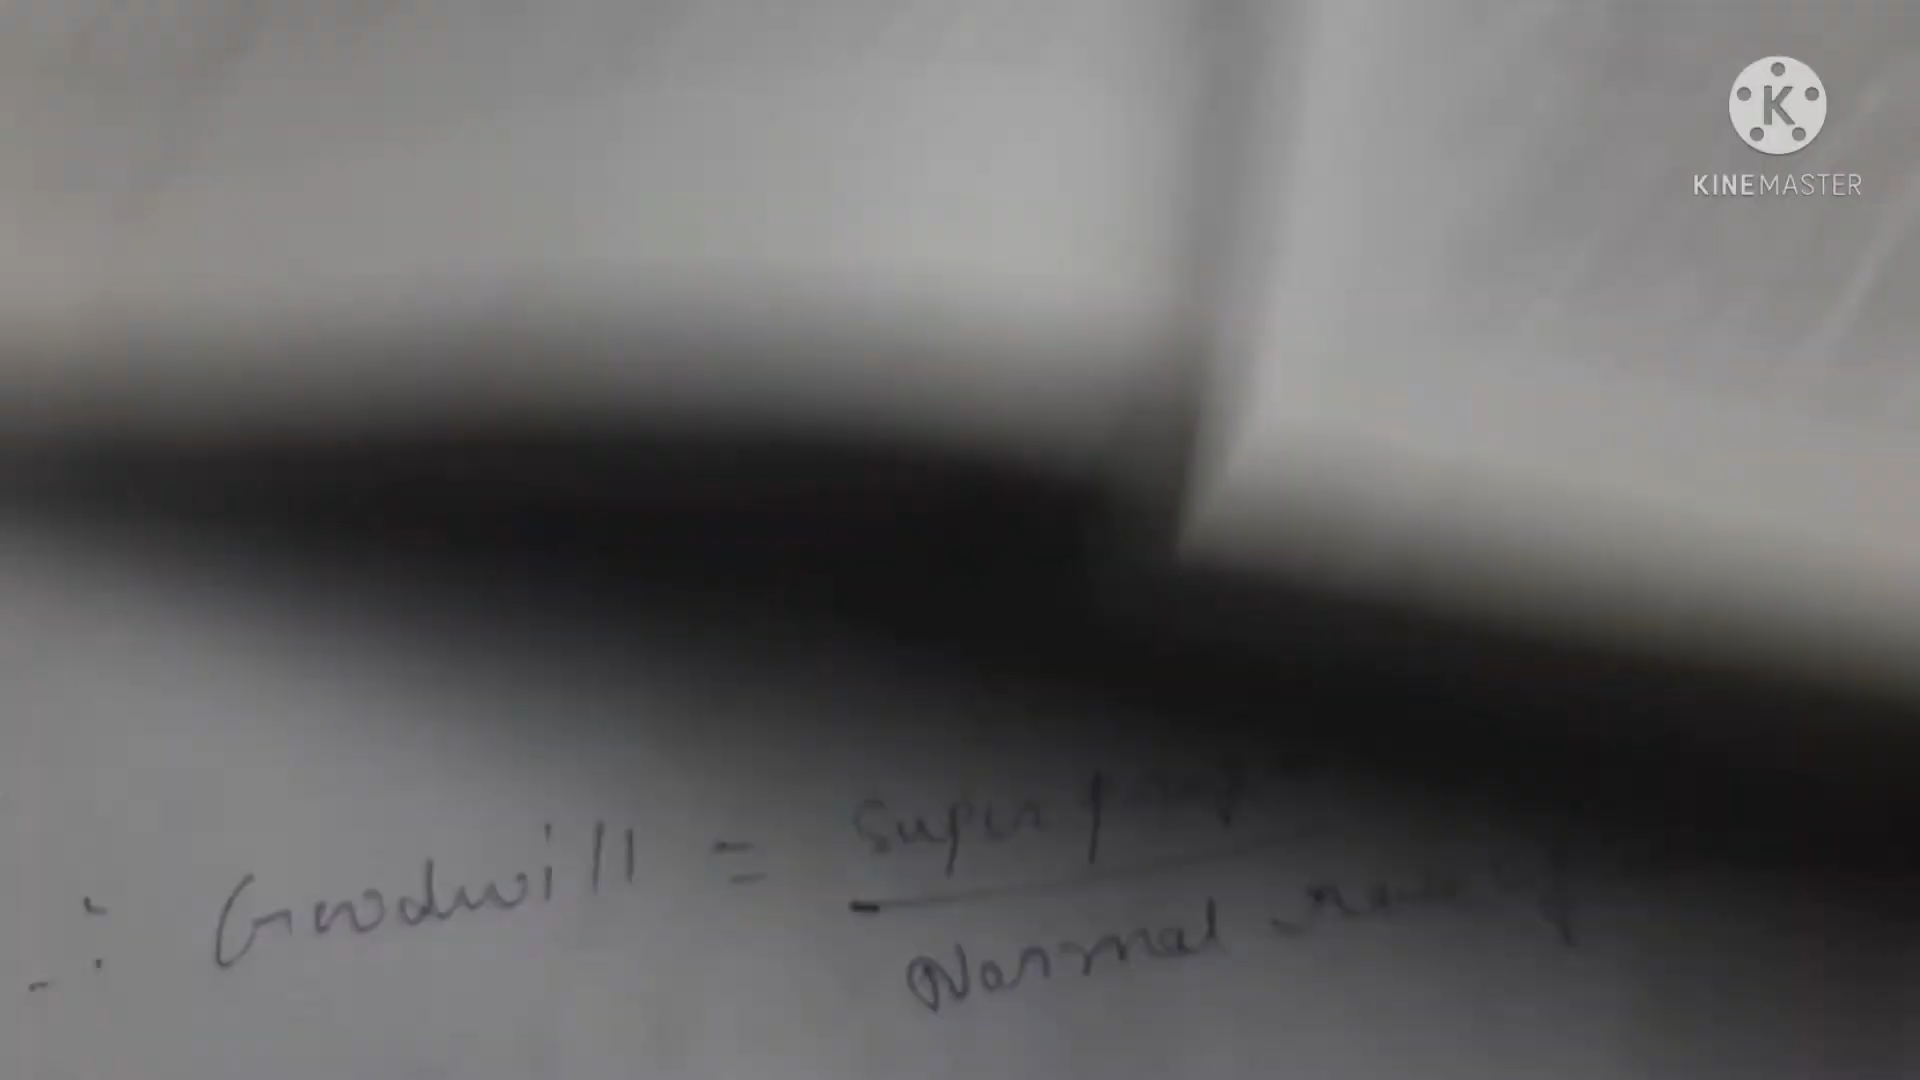 K
KINEMASTER
∴ Goodwill = Super
Normal